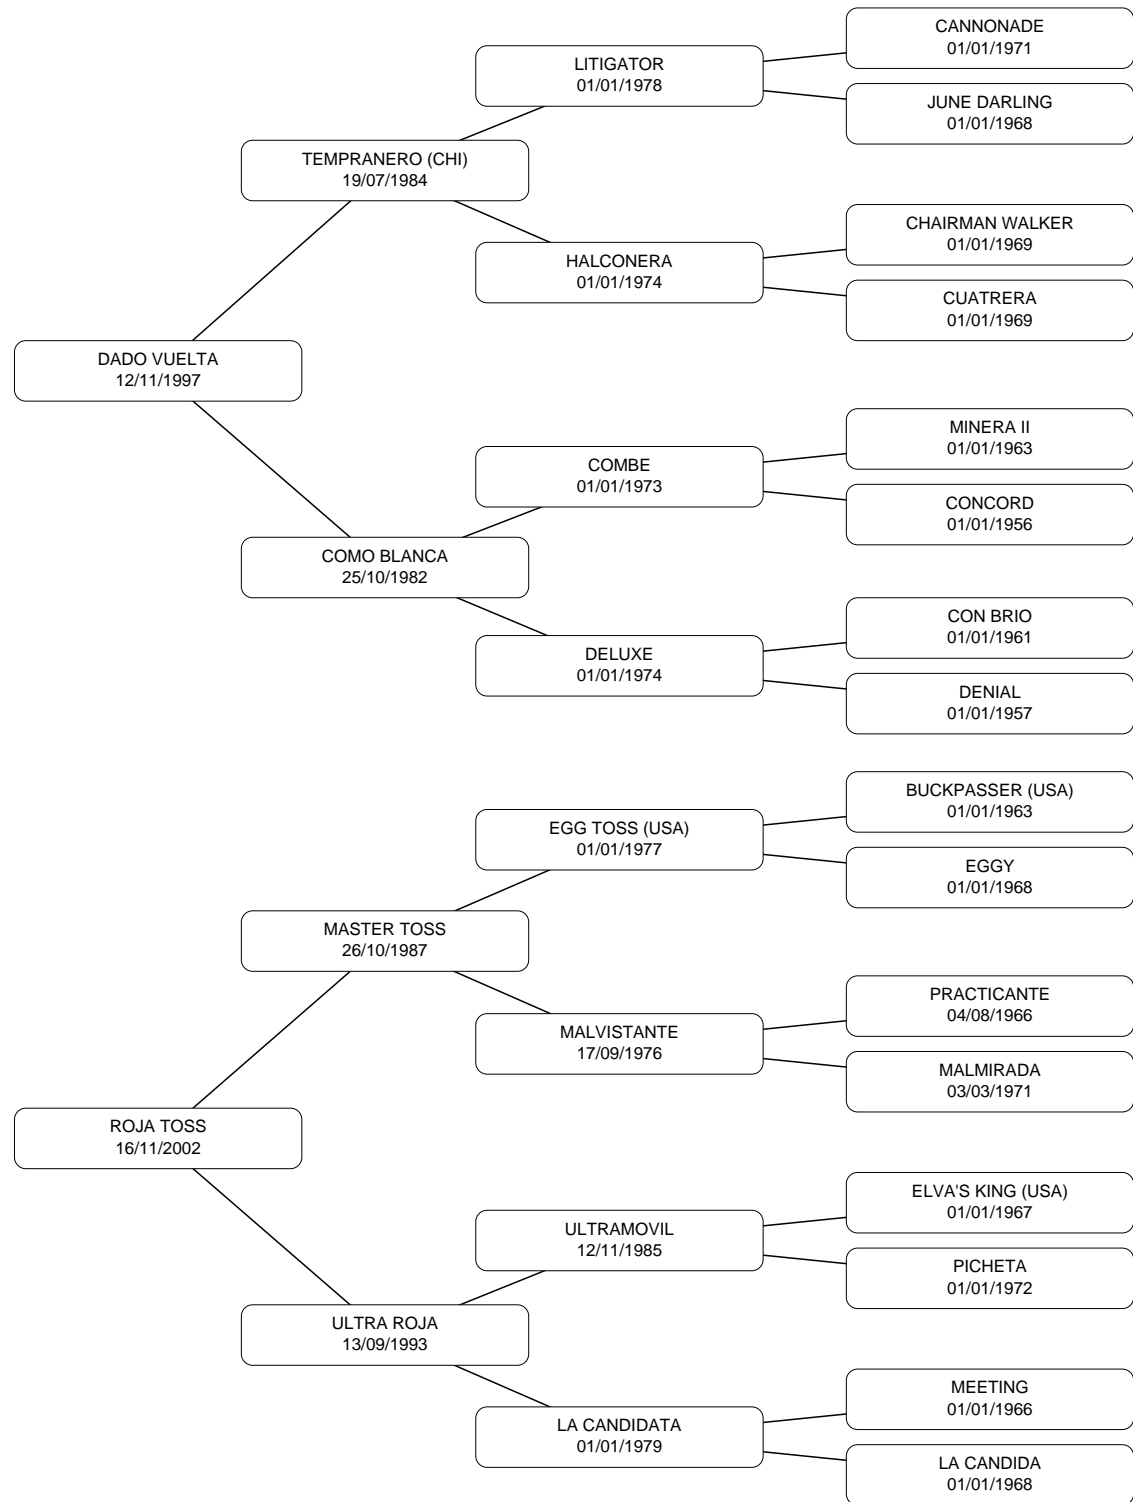 CANNONADE
01/01/1971
LITIGATOR
01/01/1978
JUNE DARLING
01/01/1968
TEMPRANERO (CHI)
19/07/1984
CHAIRMAN WALKER
01/01/1969
HALCONERA
01/01/1974
CUATRERA
01/01/1969
DADO VUELTA
12/11/1997
MINERA II
01/01/1963
COMBE
01/01/1973
CONCORD
01/01/1956
COMO BLANCA
25/10/1982
CON BRIO
01/01/1961
DELUXE
01/01/1974
DENIAL
01/01/1957
BUCKPASSER (USA)
01/01/1963
EGG TOSS (USA)
01/01/1977
EGGY
01/01/1968
MASTER TOSS
26/10/1987
PRACTICANTE
04/08/1966
MALVISTANTE
17/09/1976
MALMIRADA
03/03/1971
ROJA TOSS
16/11/2002
ELVA'S KING (USA)
01/01/1967
ULTRAMOVIL
12/11/1985
PICHETA
01/01/1972
ULTRA ROJA
13/09/1993
MEETING
01/01/1966
LA CANDIDATA
01/01/1979
LA CANDIDA
01/01/1968